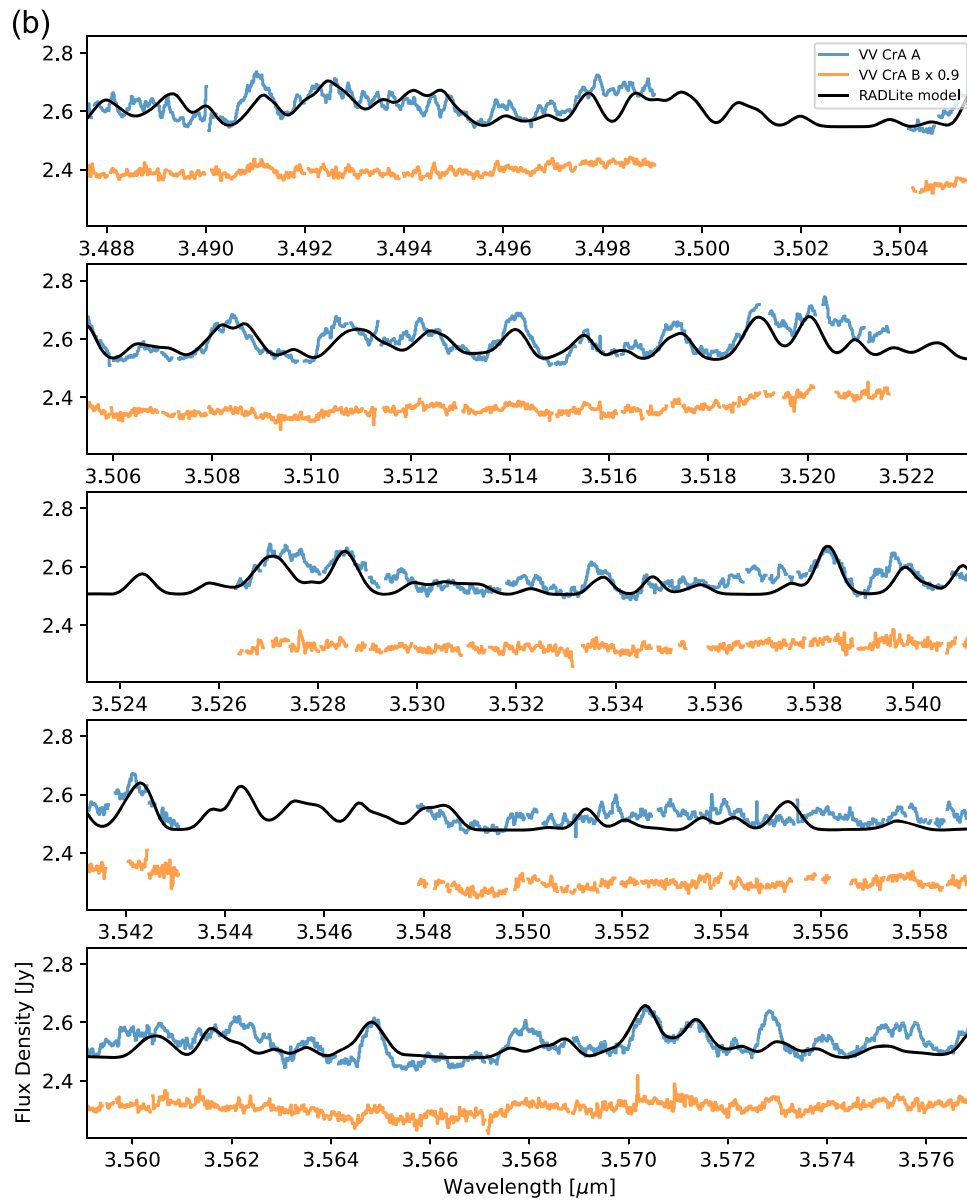 (b)
2.8
2.6
2.4
VV CrA A
VV CrA B x 0.9
RADLite model
3.488 3.490 3.492 3.494 3.496 3.498 3.500 3.502 3.504
2.8
2.6
2.4
3.506 3.508 3.510 3.512 3.514 3.516 3.518 3.520 3.522
2.8
2.6
2.4
3.524 3.526 3.528 3.530 3.532 3.534 3.536 3.538 3.540
2.8
2.6
2.4
3.542 3.544 3.546 3.548 3.550 3.552 3.554 3.556 3.558
2.8
2.6
2.4
Flux Density [Jy]
3.560 3.562 3.564 3.566 3.568 3.570 3.572 3.574 3.576
Wavelength [μm]